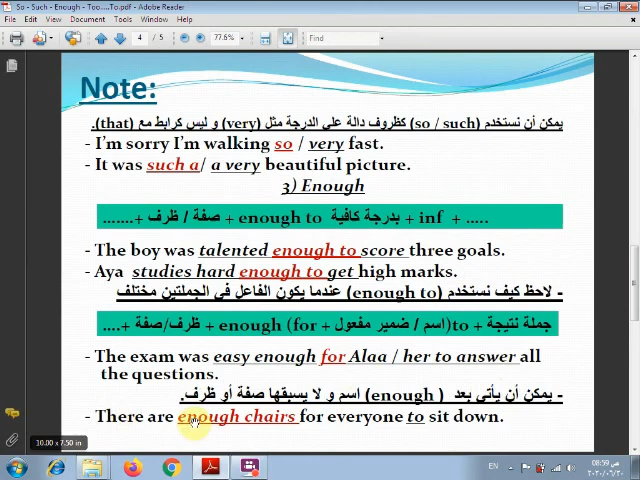 So - Such - Enough - Too.....To.pdf - Adobe Reader
File Edit View Document Tools Window Help
4 / 5 77.6% Find
Note:
يمكن أن نستخدم (so / such) كظروف دالة علي الدرجة مثل (very) و ليس كرابط مع (that).
- I'm sorry I'm walking so / very fast.
- It was such a/ a very beautiful picture.
3) Enough
.......+ صفة / ظرف + enough to بدرجة كافية + inf + .....
- The boy was talented enough to score three goals.
- Aya studies hard enough to get high marks.
- لاحظ كيف نستخدم (enough to) عندما يكون الفاعل في الجملتين مختلف
جملة نتيجة + to(اسم / ضمير مفعول + for) enough + ظرف/صفة +....
- The exam was easy enough for Alaa / her to answer all
the questions.
- يمكن أن يأتي بعد (enough ) اسم و لا يسبقها صفة أو ظرف.
- There are enough chairs for everyone to sit down.
10.00 x 7.50 in
EN
08:59 ص
٢٠٢٠/٠٦/٢٠